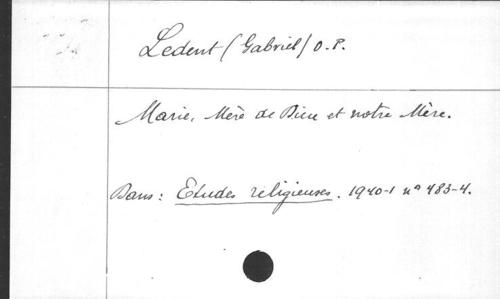 Ledent (Gabriel) O.P.
Marie, Mère de Dieu et notre Mère.
Dans: Etudes religieuses. 1940-1 n° 483-4.